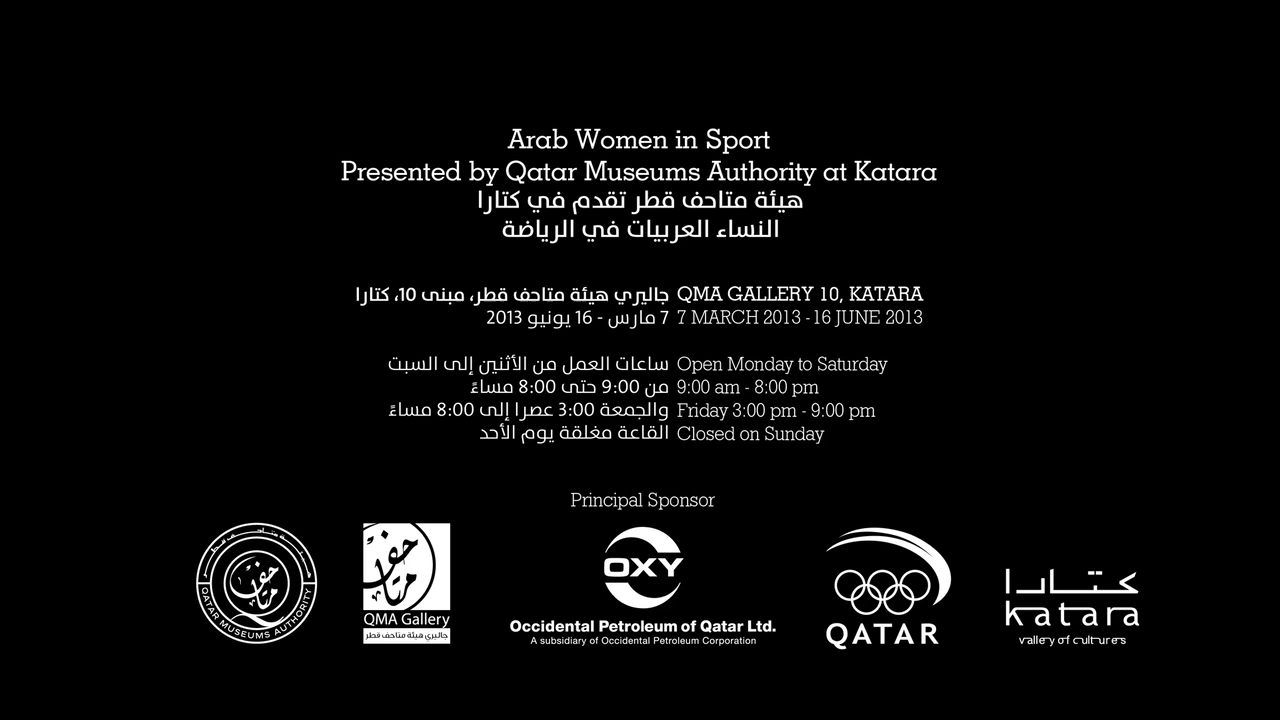 Arab Women in Sport
Presented by Qatar Museums Authority at Katara
هيئة متاحف قطر تقدم في كتارا
النساء العربيات في الرياضة
جاليري هيئة متاحف قطر، مبنى 10، كتارا QMA GALLERY 10, KATARA
7 مارس - 16 يونيو 2013 7 MARCH 2013 - 16 JUNE 2013
ساعات العمل من الأثنين إلى السبت Open Monday to Saturday
من 9:00 حتى 8:00 مساءً 9:00 am - 8:00 pm
والجمعة 3:00 عصرا إلى 8:00 مساءً Friday 3:00 pm - 9:00 pm
القاعة مغلقة يوم الأحد Closed on Sunday
Principal Sponsor
هيئة متاحف قطر
متاحف
QATAR MUSEUMS AUTHORITY
متاحف
QMA Gallery
جاليري هيئة متاحف قطر
OXY
Occidental Petroleum of Qatar Ltd.
A subsidiary of Occidental Petroleum Corporation
QATAR
كتارا
katara
valley of cultures